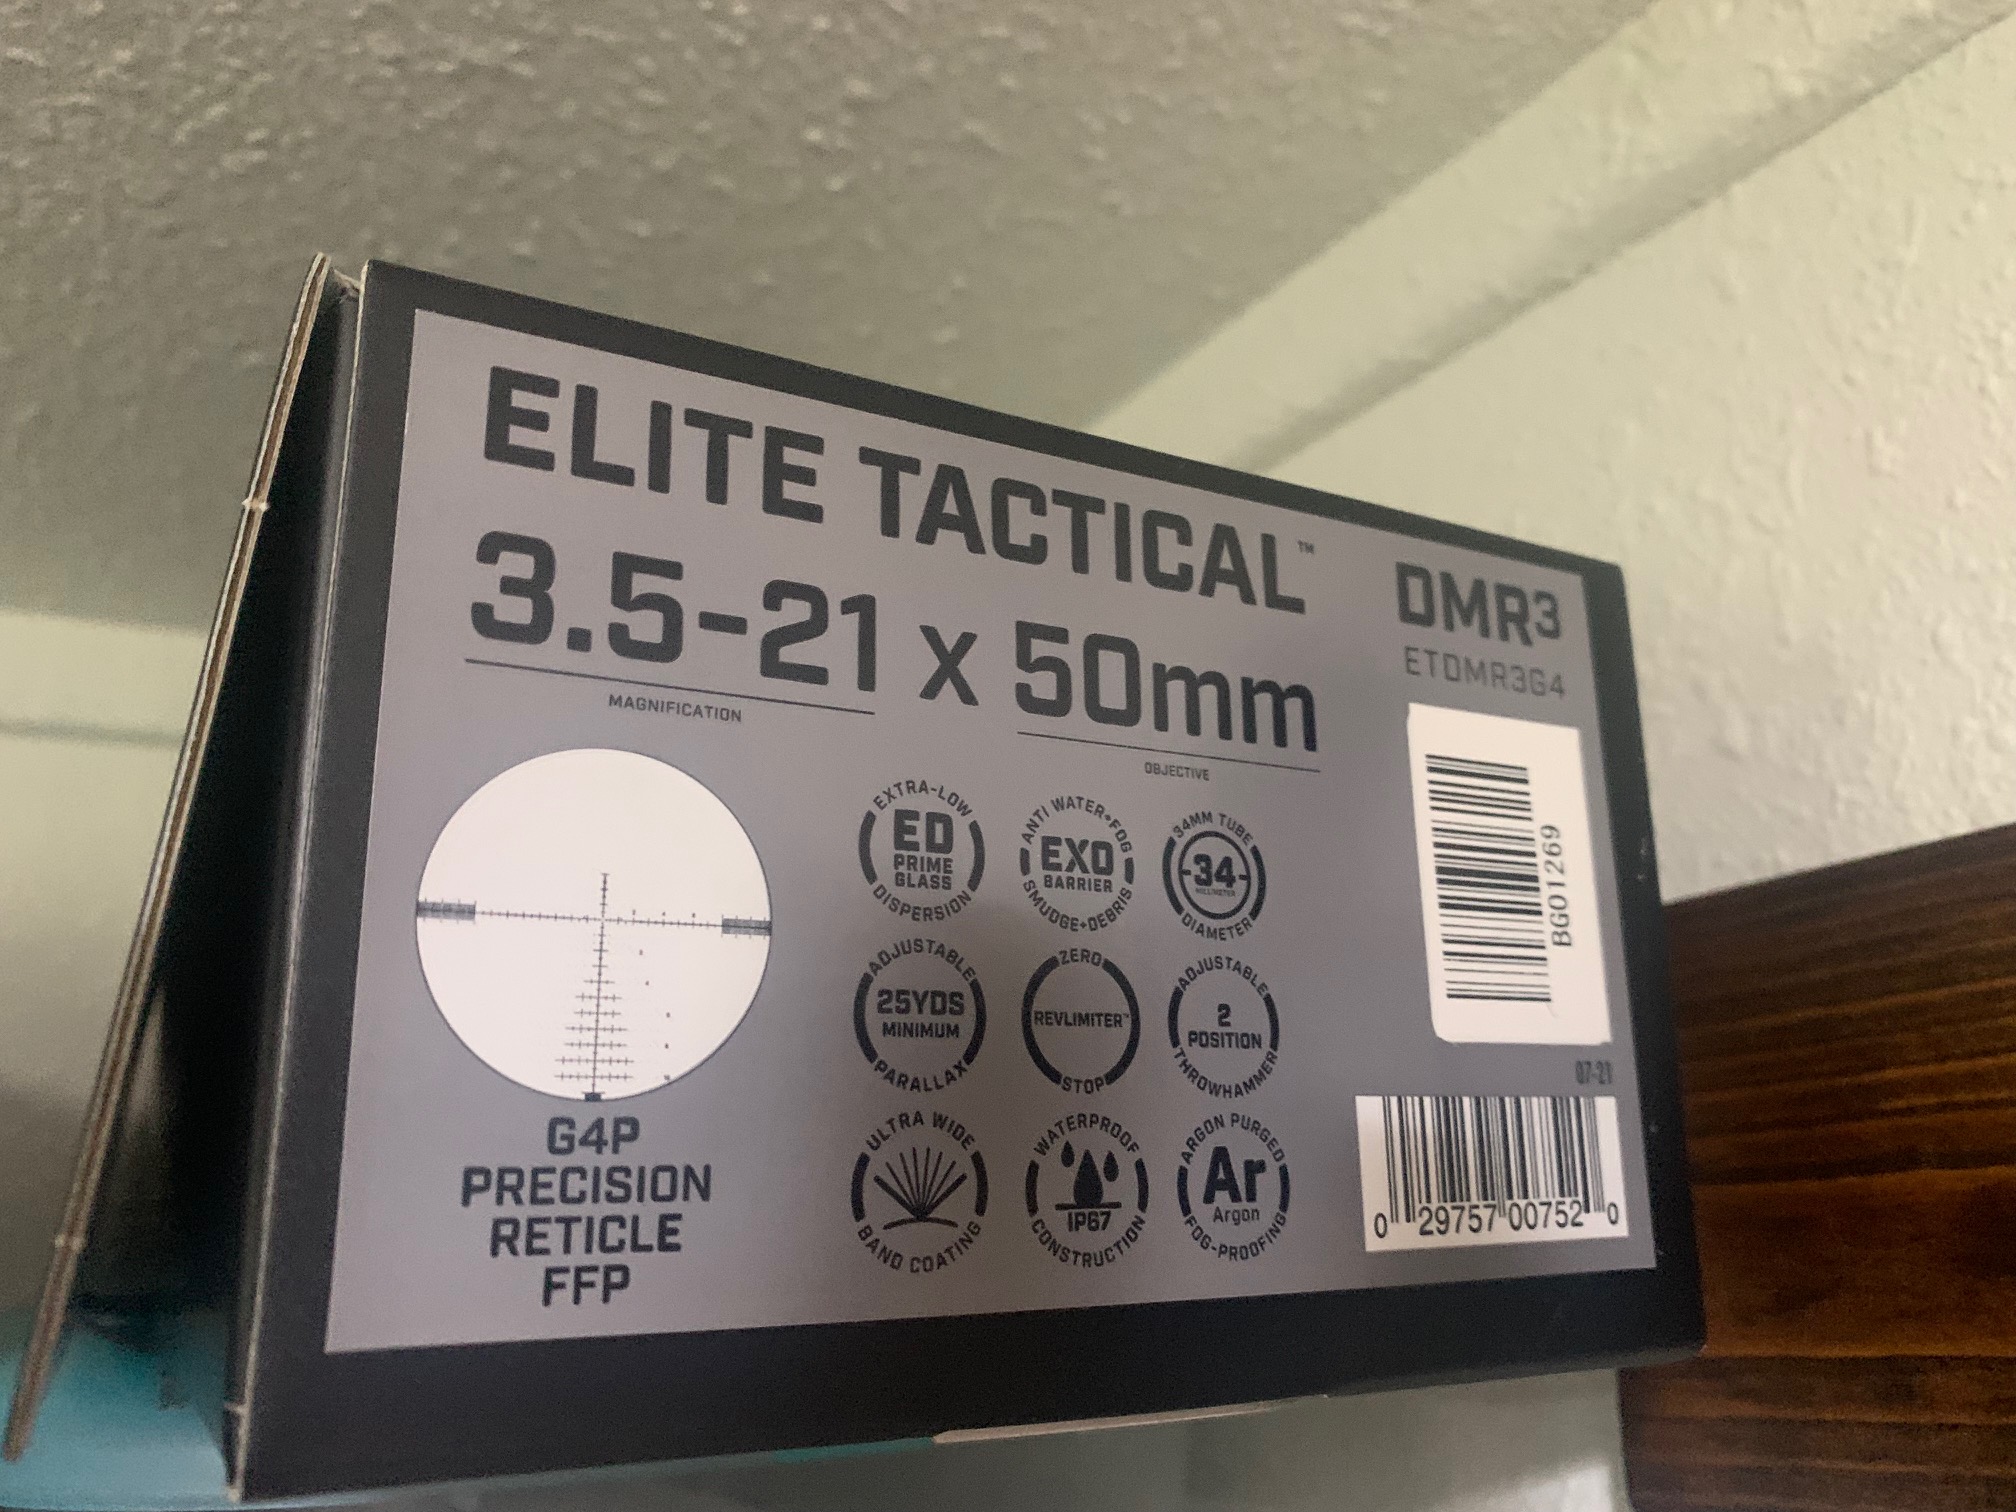 ELITE TACTICAL™
3.5-21 x 50mm
MAGNIFICATION
OBJECTIVE
DMR3
ETDMR3G4
BG01269
G4P
PRECISION
RETICLE
FFP
EXTRA-LOW
ED
PRIME
GLASS
DISPERSION
ANTI WATER+FOG
EXO
BARRIER
SMUDGE+DEBRIS
34MM TUBE
-34-
MILLIMETER
DIAMETER
ADJUSTABLE
25YDS
MINIMUM
PARALLAX
ZERO
REVLIMITER™
STOP
ADJUSTABLE
2
POSITION
THROWHAMMER
ULTRA WIDE
BAND COATING
WATERPROOF
IP67
CONSTRUCTION
ARGON PURGED
Ar
Argon
FOG-PROOFING
07-21
0 29757 00752 0